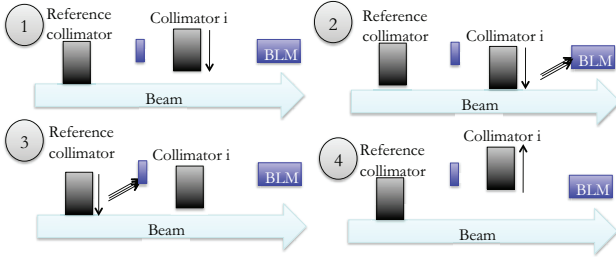 1
Reference
collimator
Collimator i
BLM
Beam
2
Reference
collimator
Collimator i
BLM
Beam
3
Reference
collimator
Collimator i
BLM
Beam
4
Reference
collimator
Collimator i
BLM
Beam